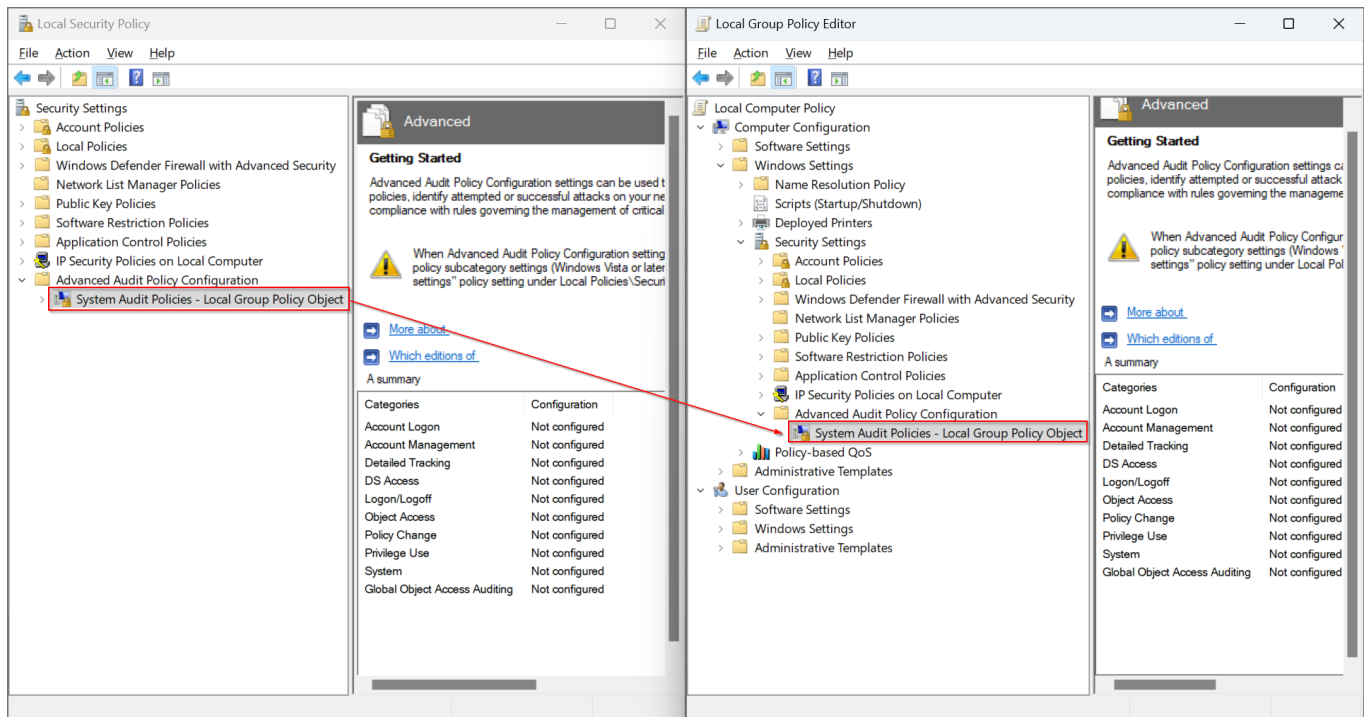 Local Security Policy
File Action View Help
Security Settings
Account Policies
Local Policies
Windows Defender Firewall with Advanced Security
Network List Manager Policies
Public Key Policies
Software Restriction Policies
Application Control Policies
IP Security Policies on Local Computer
Advanced Audit Policy Configuration
System Audit Policies - Local Group Policy Object
Advanced
Getting Started
Advanced Audit Policy Configuration settings can be used t
policies, identify attempted or successful attacks on your ne
compliance with rules governing the management of critical
When Advanced Audit Policy Configuration setting
policy subcategory settings (Windows Vista or later
settings" policy setting under Local Policies\Securi
More about
Which editions of
A summary
Categories Configuration
Account Logon Not configured
Account Management Not configured
Detailed Tracking Not configured
DS Access Not configured
Logon/Logoff Not configured
Object Access Not configured
Policy Change Not configured
Privilege Use Not configured
System Not configured
Global Object Access Auditing Not configured
Local Group Policy Editor
File Action View Help
Local Computer Policy
Computer Configuration
Software Settings
Windows Settings
Name Resolution Policy
Scripts (Startup/Shutdown)
Deployed Printers
Security Settings
Account Policies
Local Policies
Windows Defender Firewall with Advanced Security
Network List Manager Policies
Public Key Policies
Software Restriction Policies
Application Control Policies
IP Security Policies on Local Computer
Advanced Audit Policy Configuration
System Audit Policies - Local Group Policy Object
Policy-based QoS
Administrative Templates
User Configuration
Software Settings
Windows Settings
Administrative Templates
Advanced
Getting Started
Advanced Audit Policy Configuration settings ca
policies, identify attempted or successful attack
compliance with rules governing the manageme
When Advanced Audit Policy Configur
policy subcategory settings (Windows
settings" policy setting under Local Pol
More about
Which editions of
A summary
Categories Configuration
Account Logon Not configured
Account Management Not configured
Detailed Tracking Not configured
DS Access Not configured
Logon/Logoff Not configured
Object Access Not configured
Policy Change Not configured
Privilege Use Not configured
System Not configured
Global Object Access Auditing Not configured